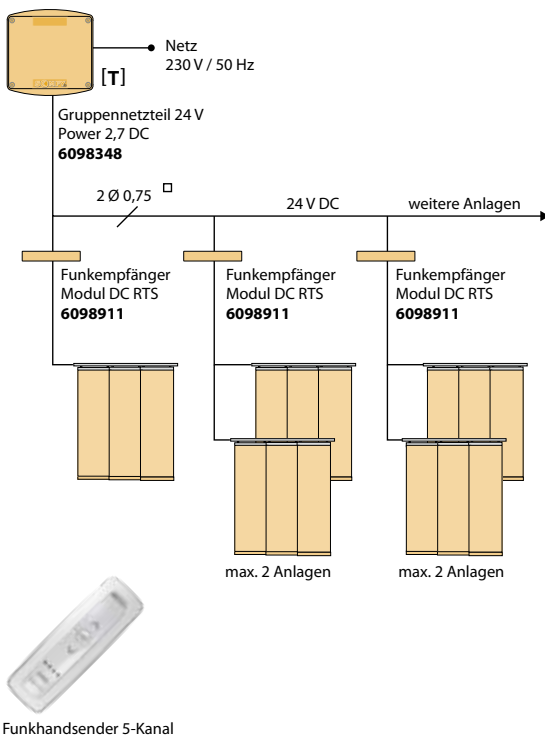 Netz
230 V / 50 Hz
[T]
Gruppennetzteil 24 V
Power 2,7 DC
6098348
2 Ø 0,75
24 V DC
weitere Anlagen
Funkempfänger
Modul DC RTS
6098911
Funkempfänger
Modul DC RTS
6098911
Funkempfänger
Modul DC RTS
6098911
max. 2 Anlagen
max. 2 Anlagen
Funkhandsender 5-Kanal